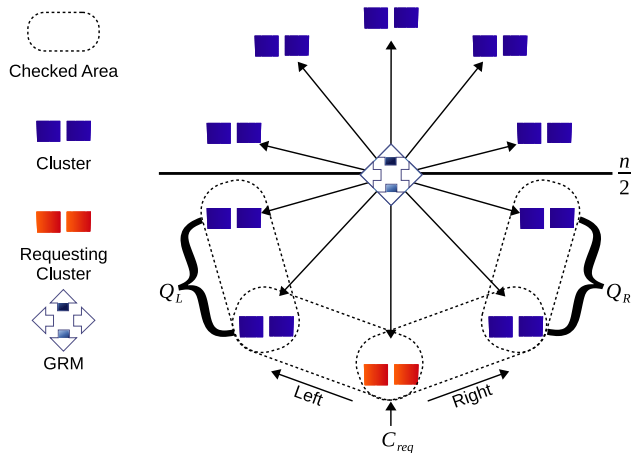 Checked Area
Cluster
Requesting
Cluster
GRM
n
2
Q_L
Q_R
Left
Right
C_req